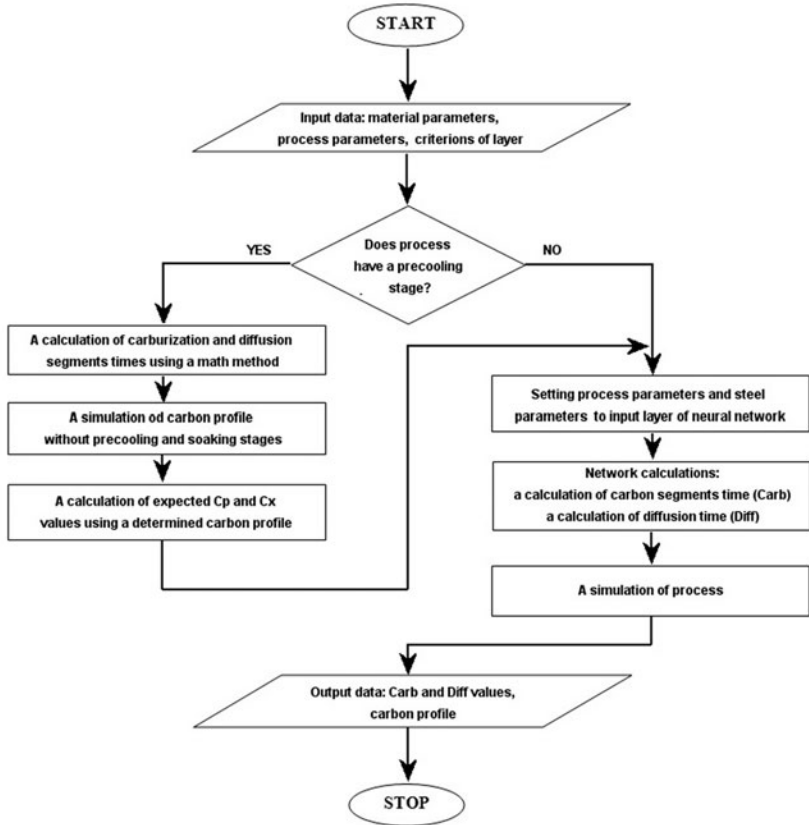 START
Input data: material parameters,
process parameters, criterions of layer
YES
Does process
have a precooling
stage?
NO
A calculation of carburization and diffusion
segments times using a math method
A simulation od carbon profile
without precooling and soaking stages
A calculation of expected Cp and Cx
values using a determined carbon profile
Setting process parameters and steel
parameters to input layer of neural network
Network calculations:
a calculation of carbon segments time (Carb)
a calculation of diffusion time (Diff)
A simulation of process
Output data: Carb and Diff values,
carbon profile
STOP